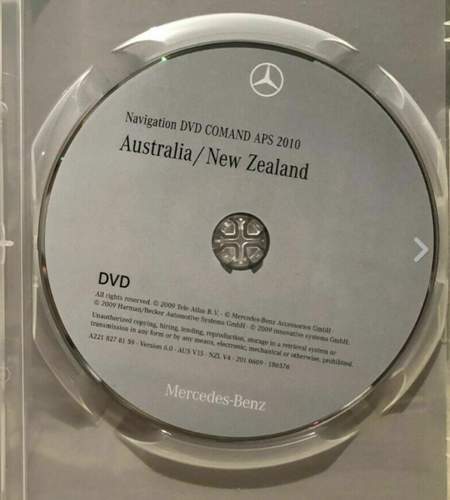 Navigation DVD COMAND APS 2010
Australia/New Zealand
DVD
All rights reserved. © 2009 Tele Atlas B.V. - © Mercedes-Benz Accessories GmbH
© 2009 Harman/Becker Automotive Systems GmbH - © 2009 innovative systems GmbH.
Unauthorized copying, hiring, lending, reproduction, storage in a retrieval system or
transmission in any form or by any means, electronic, mechanical or otherwise, prohibited.
A221 827 81 59 - Version 6.0 - AUS V15 - NZL V4 - 201 0609 - 180376
Mercedes-Benz